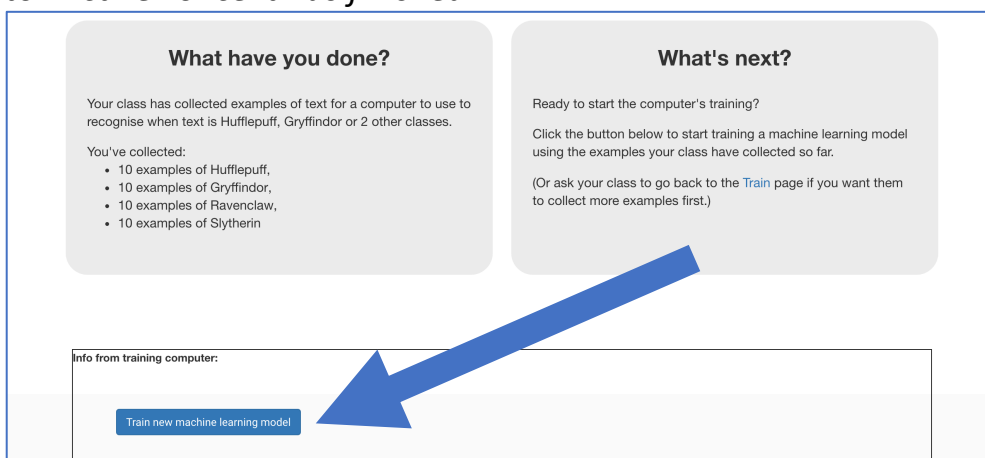 What have you done?
Your class has collected examples of text for a computer to use to
recognise when text is Hufflepuff, Gryffindor or 2 other classes.
You've collected:
• 10 examples of Hufflepuff,
• 10 examples of Gryffindor,
• 10 examples of Ravenclaw,
• 10 examples of Slytherin
What's next?
Ready to start the computer's training?
Click the button below to start training a machine learning model
using the examples your class have collected so far.
(Or ask your class to go back to the Train page if you want them
to collect more examples first.)
Info from training computer:
Train new machine learning model